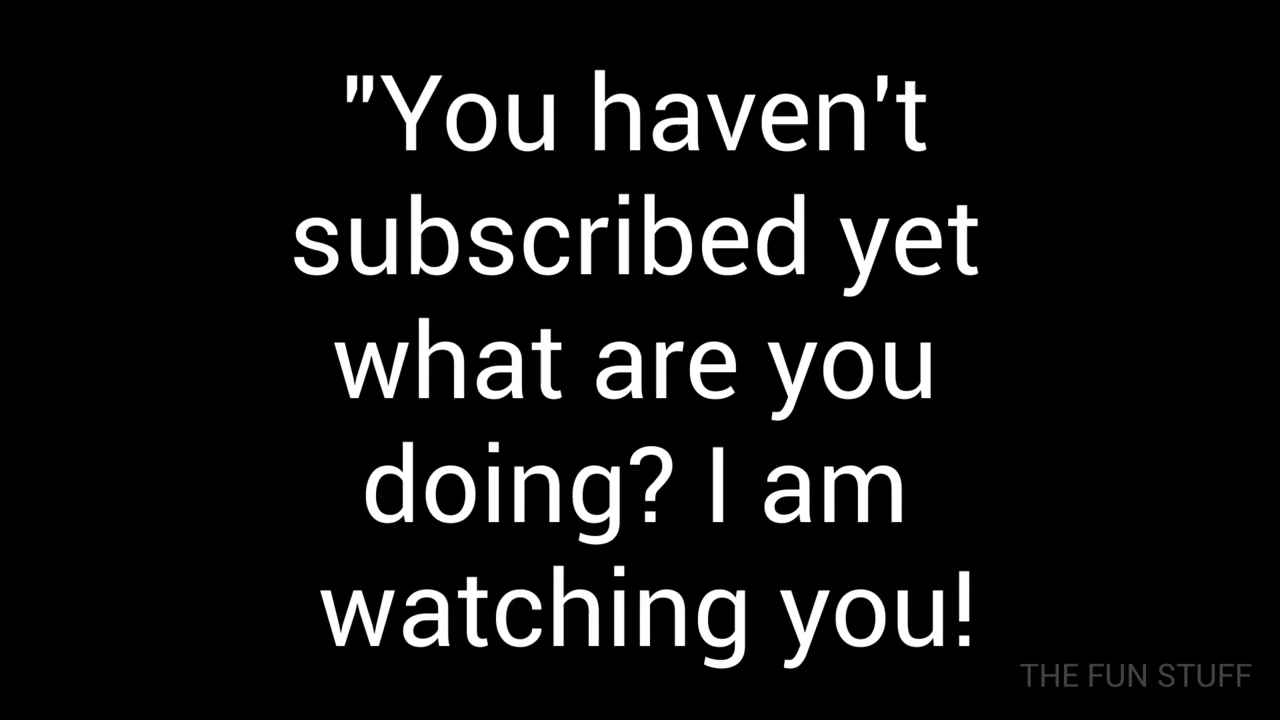 "You haven't
subscribed yet
what are you
doing? I am
watching you!
THE FUN STUFF